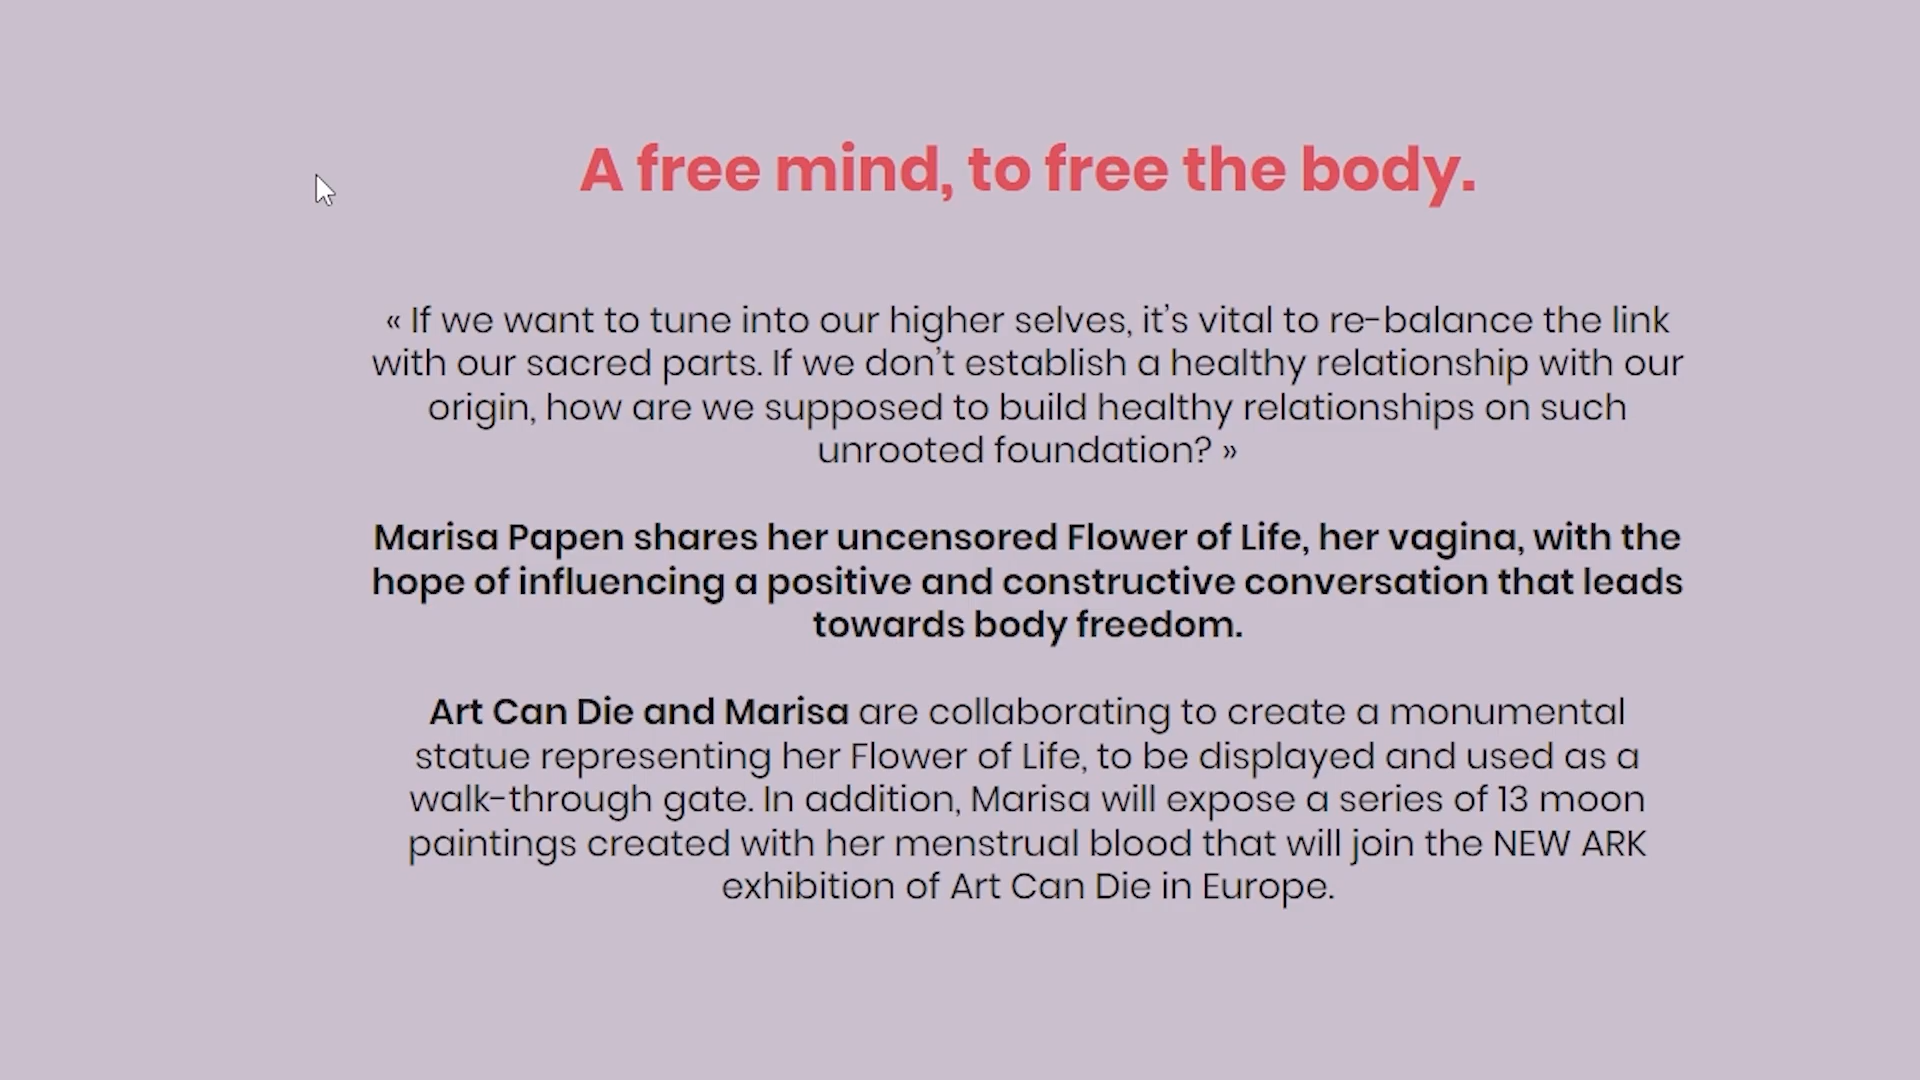 A free mind, to free the body.
« If we want to tune into our higher selves, it’s vital to re-balance the link
with our sacred parts. If we don’t establish a healthy relationship with our
origin, how are we supposed to build healthy relationships on such
unrooted foundation? »
Marisa Papen shares her uncensored Flower of Life, her vagina, with the
hope of influencing a positive and constructive conversation that leads
towards body freedom.
Art Can Die and Marisa are collaborating to create a monumental
statue representing her Flower of Life, to be displayed and used as a
walk-through gate. In addition, Marisa will expose a series of 13 moon
paintings created with her menstrual blood that will join the NEW ARK
exhibition of Art Can Die in Europe.